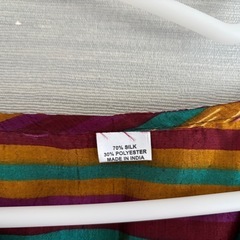 70% SILK
30% POLYESTER
MADE IN INDIA